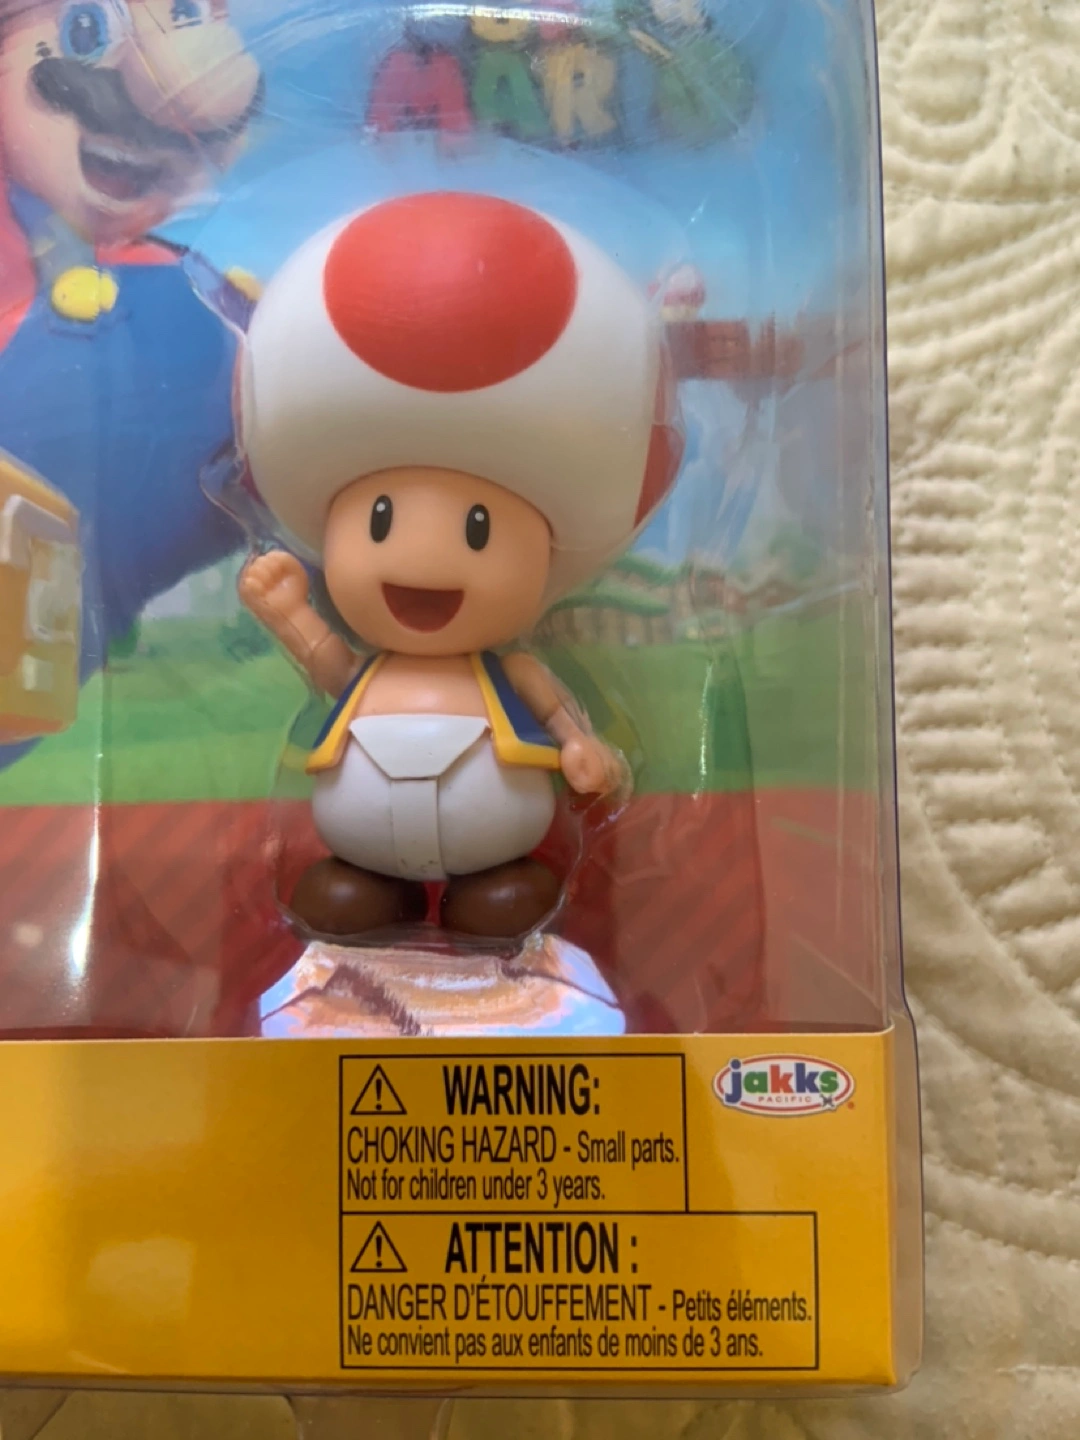 MARIO
WARNING:
CHOKING HAZARD - Small parts.
Not for children under 3 years.
jakks
PACIFIC
ATTENTION :
DANGER D'ÉTOUFFEMENT - Petits éléments.
Ne convient pas aux enfants de moins de 3 ans.